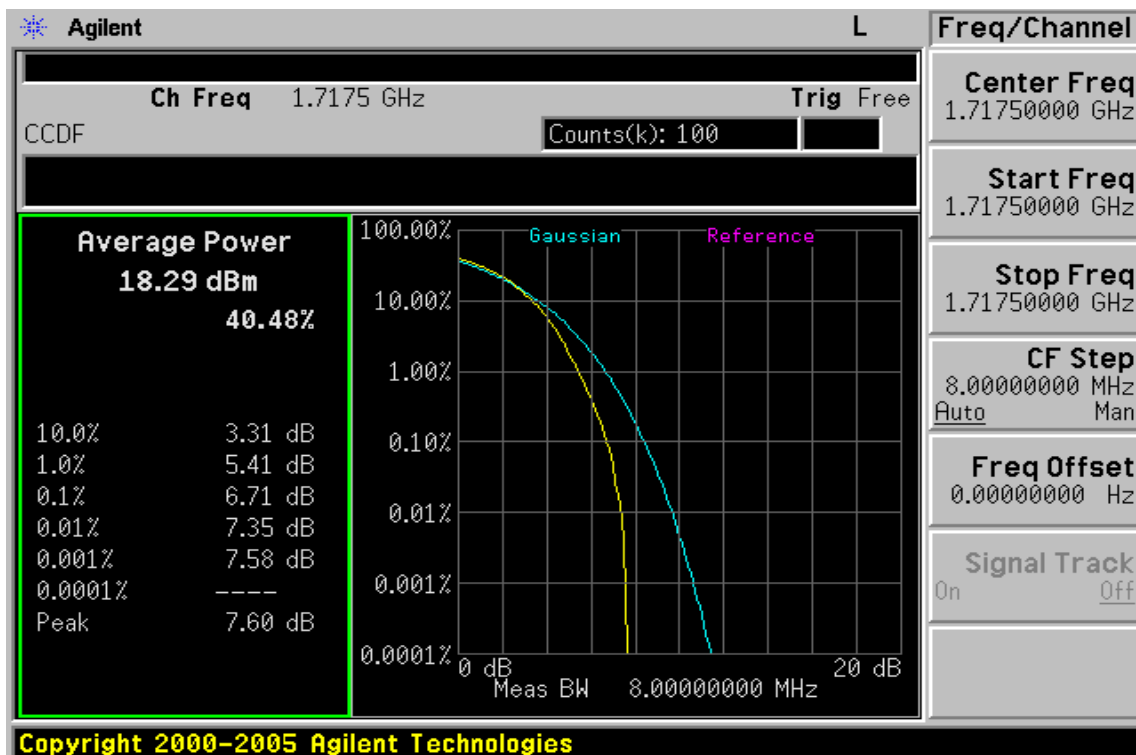 Agilent
L
Ch Freq 1.7175 GHz
Trig Free
CCDF
Counts(k): 100
Average Power
18.29 dBm
40.48%
10.0% 3.31 dB
1.0% 5.41 dB
0.1% 6.71 dB
0.01% 7.35 dB
0.001% 7.58 dB
0.0001% ----
Peak 7.60 dB
Gaussian
Reference
100.00%
10.00%
1.00%
0.10%
0.01%
0.001%
0.0001%
0 dB
20 dB
Meas BW 8.00000000 MHz
Freq/Channel
Center Freq
1.71750000 GHz
Start Freq
1.71750000 GHz
Stop Freq
1.71750000 GHz
CF Step
8.00000000 MHz
Auto Man
Freq Offset
0.00000000 Hz
Signal Track
On Off
Copyright 2000-2005 Agilent Technologies